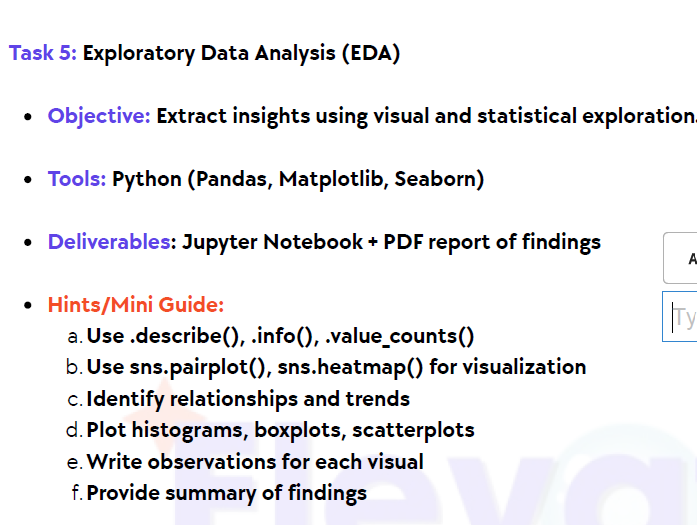 Task 5: Exploratory Data Analysis (EDA)
• Objective: Extract insights using visual and statistical exploration.
• Tools: Python (Pandas, Matplotlib, Seaborn)
• Deliverables: Jupyter Notebook + PDF report of findings
• Hints/Mini Guide:
a. Use .describe(), .info(), .value_counts()
b. Use sns.pairplot(), sns.heatmap() for visualization
c. Identify relationships and trends
d. Plot histograms, boxplots, scatterplots
e. Write observations for each visual
f. Provide summary of findings